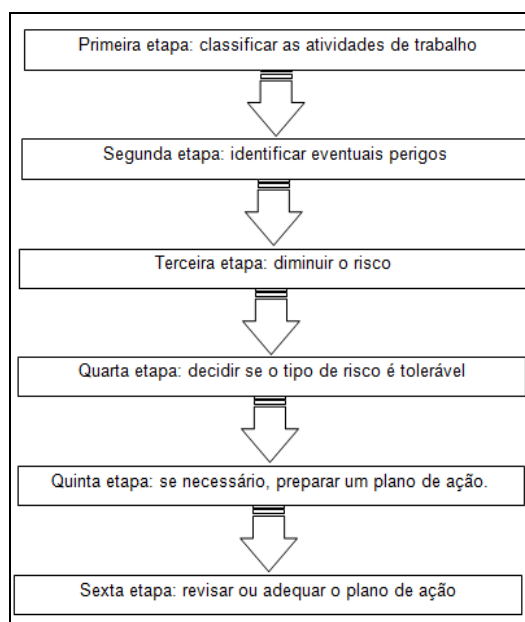 Primeira etapa: classificar as atividades de trabalho
Segunda etapa: identificar eventuais perigos
Terceira etapa: diminuir o risco
Quarta etapa: decidir se o tipo de risco é tolerável
Quinta etapa: se necessário, preparar um plano de ação.
Sexta etapa: revisar ou adequar o plano de ação